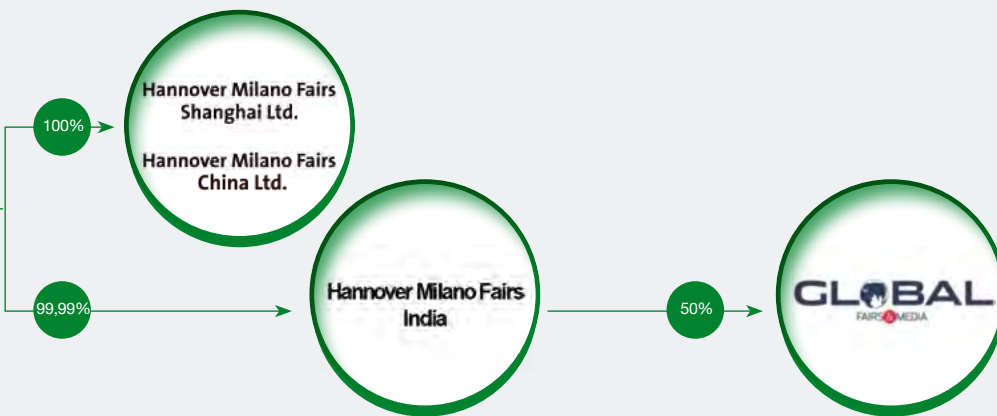 100%
Hannover Milano Fairs
Shanghai Ltd.
Hannover Milano Fairs
China Ltd.
99,99%
Hannover Milano Fairs
India
50%
GLOBAL
FAIRS&MEDIA